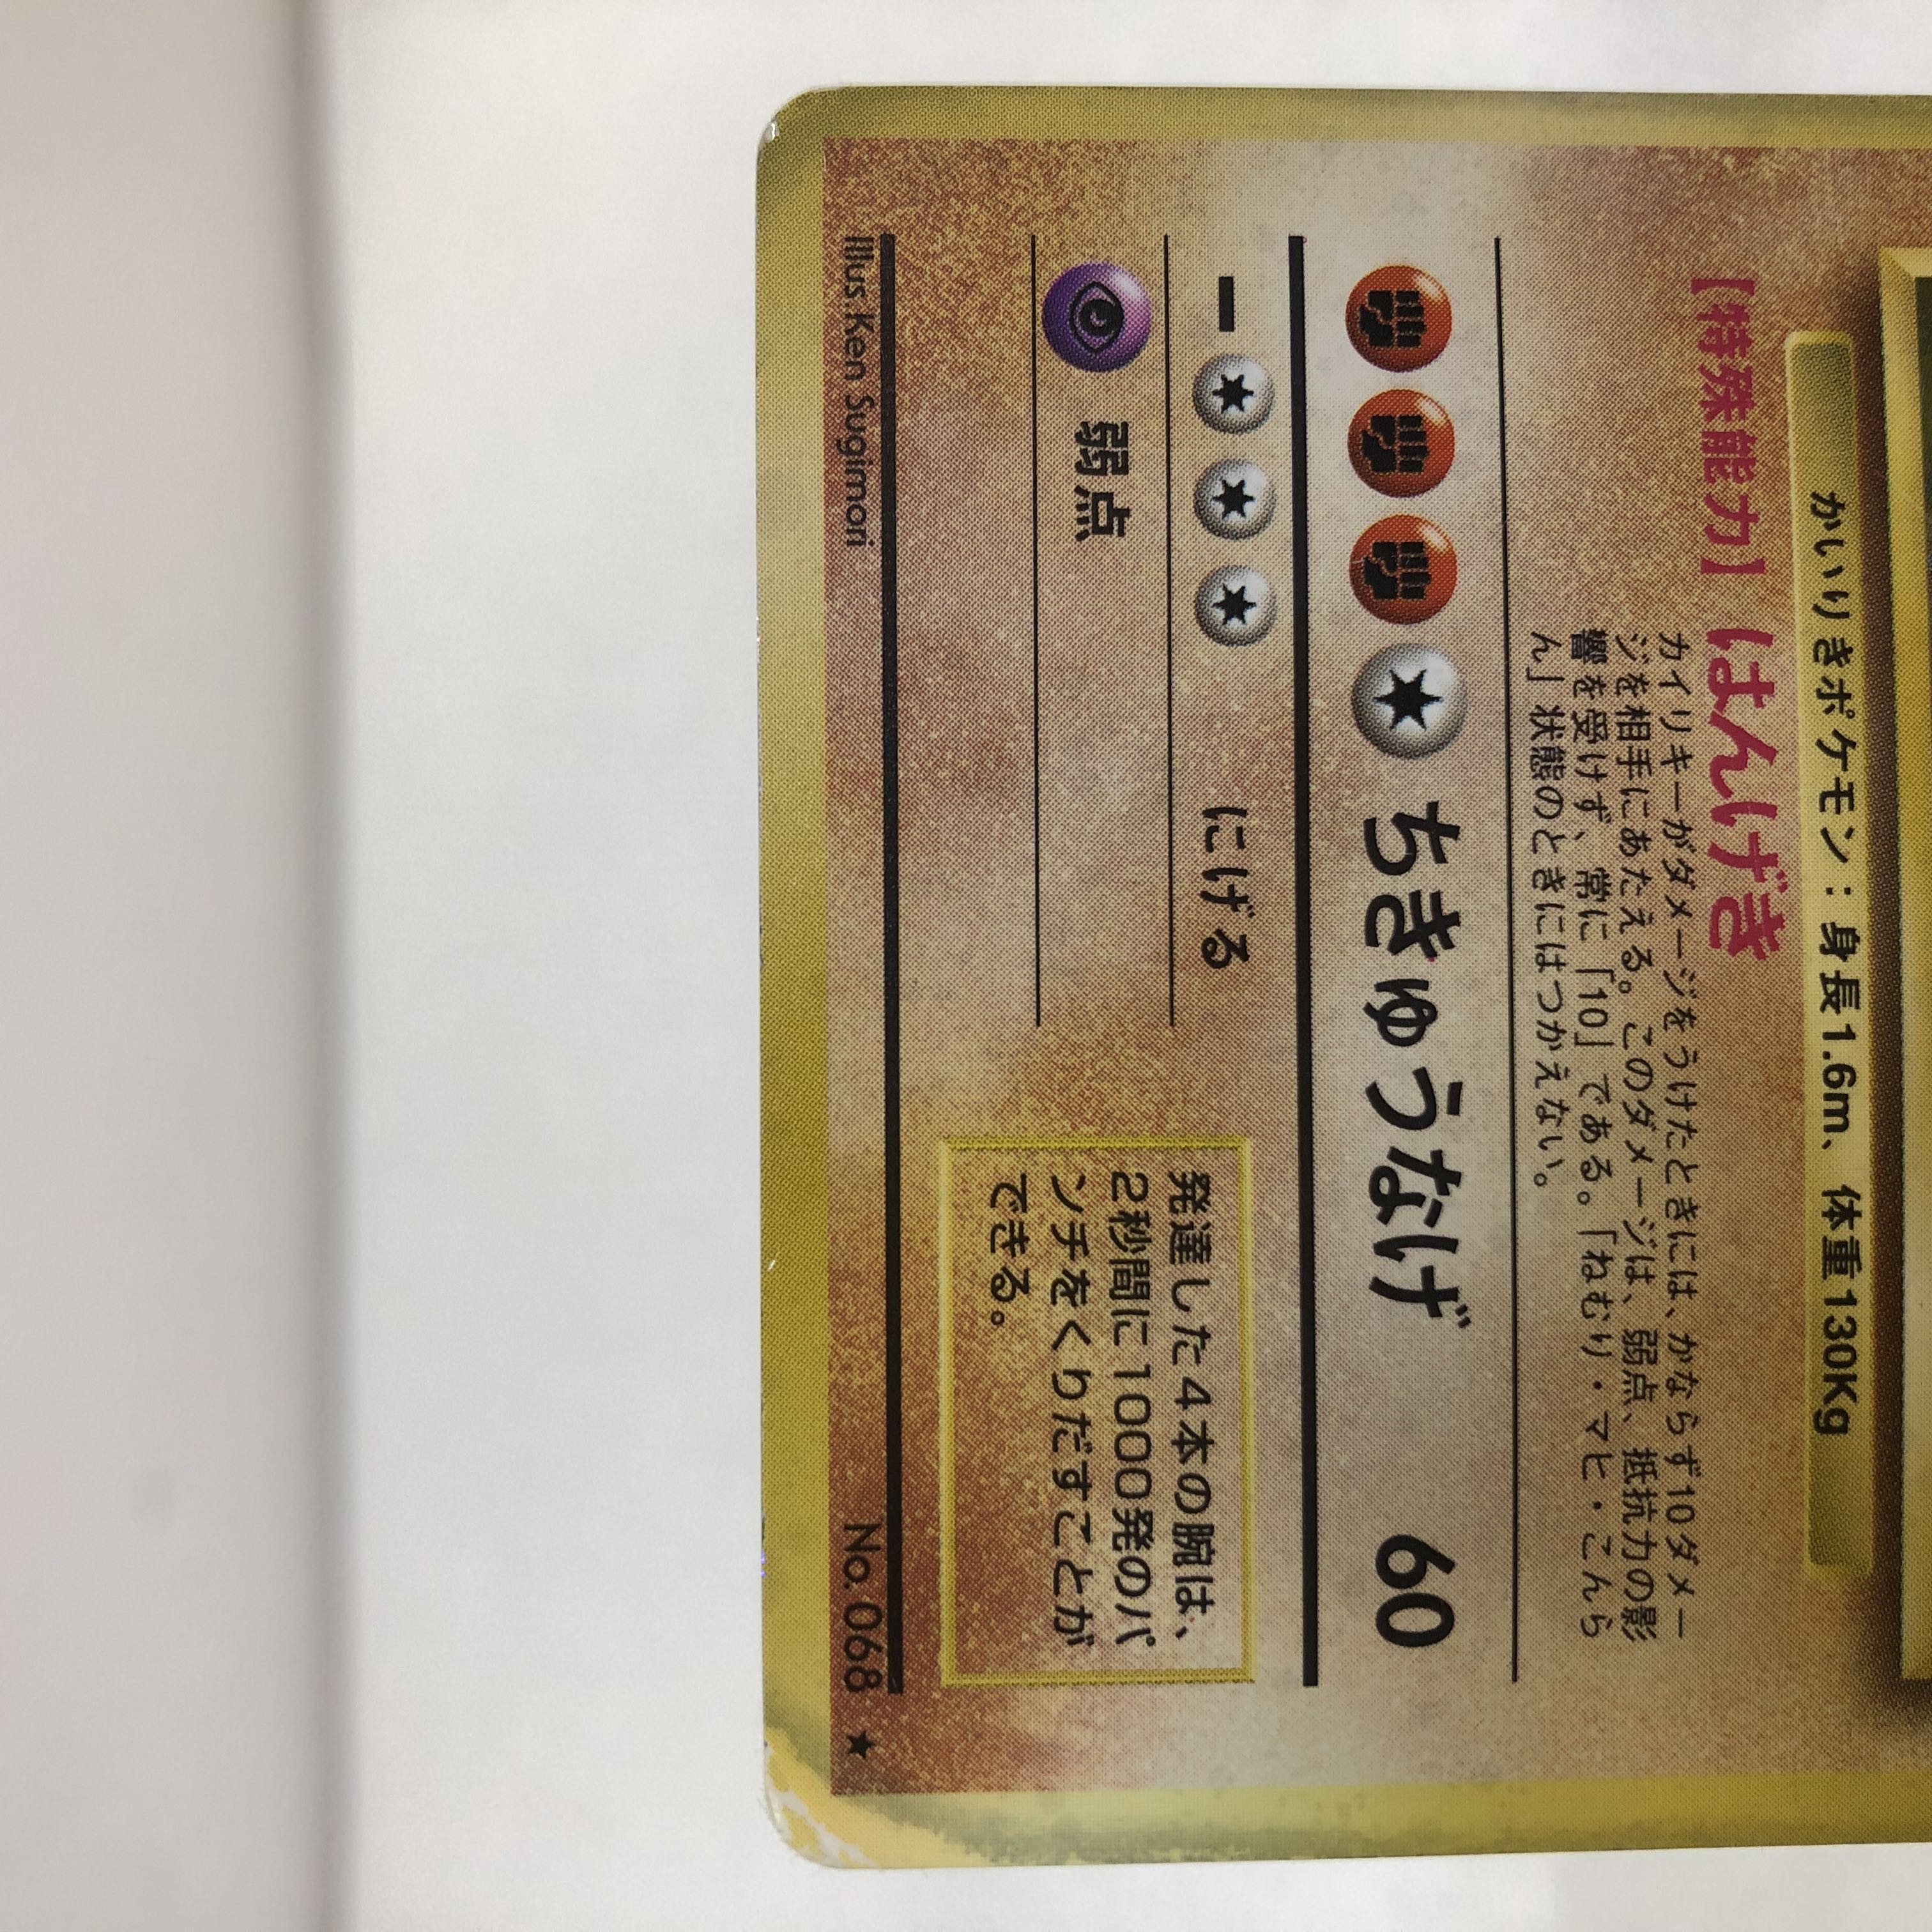 かいりきポケモン：身長1.6m、体重130Kg
【特殊能力】はんげき
カイリキーがダメージをうけたときには、かならず10ダメー
ジを相手にあたえる。このダメージは、弱点、抵抗力の影
響を受けず、常に「10」である。「ねむり・マヒ・こんら
ん」状態のときにはつかえない。
ちきゅうなげ 60
にげる
弱点
発達した4本の腕は、
2秒間に1000発のパ
ンチをくりだすことが
できる。
Illus. Ken Sugimori
No. 068 ★